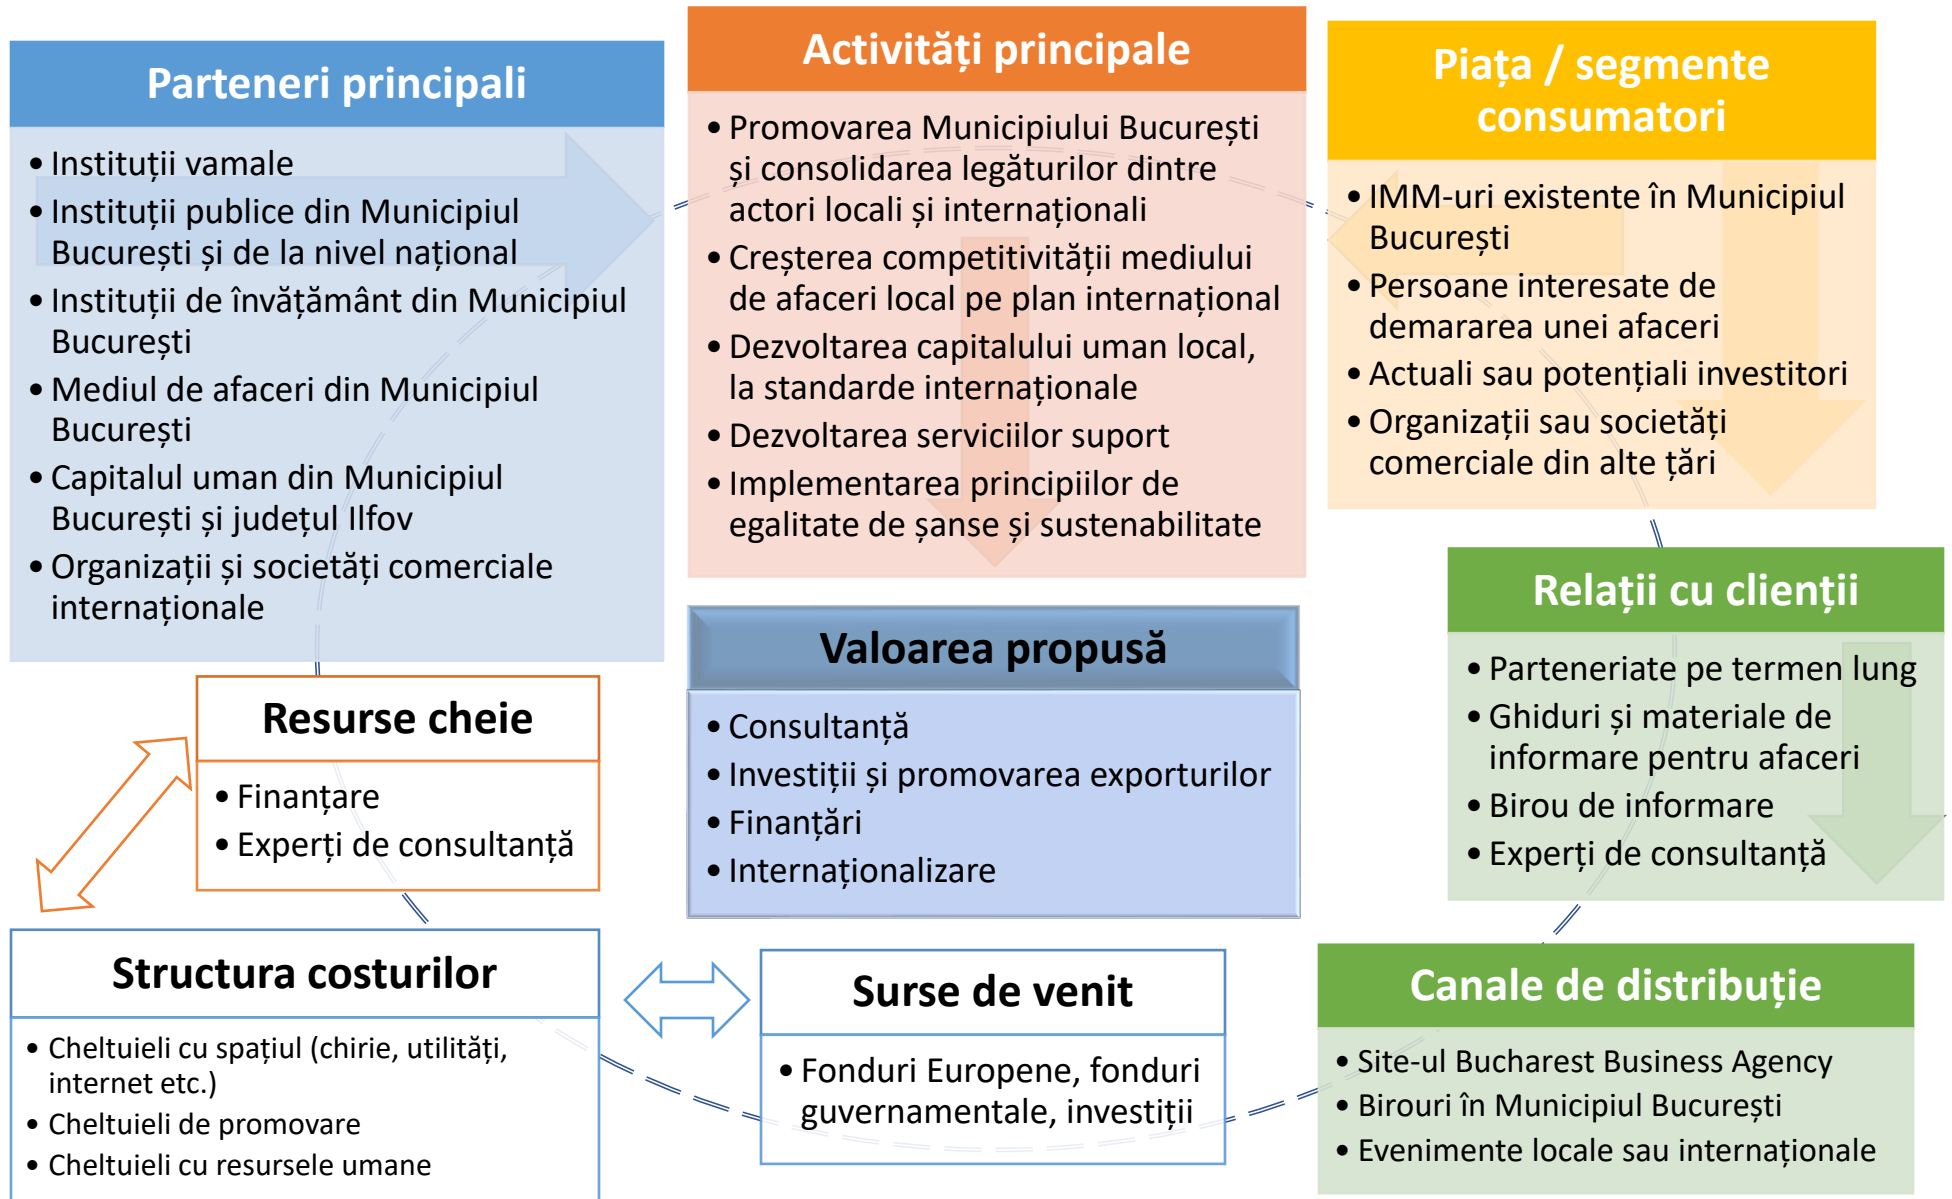 Parteneri principali
• Instituții vamale
• Instituții publice din Municipiul
București și de la nivel național
• Instituții de învățământ din Municipiul
București
• Mediul de afaceri din Municipiul
București
• Capitalul uman din Municipiul
București și județul Ilfov
• Organizații și societăți comerciale
internaționale
Activități principale
• Promovarea Municipiului București
și consolidarea legăturilor dintre
actori locali și internaționali
• Creșterea competitivității mediului
de afaceri local pe plan internațional
• Dezvoltarea capitalului uman local,
la standarde internaționale
• Dezvoltarea serviciilor suport
• Implementarea principiilor de
egalitate de șanse și sustenabilitate
Piața / segmente
consumatori
• IMM-uri existente în Municipiul
București
• Persoane interesate de
demararea unei afaceri
• Actuali sau potențiali investitori
• Organizații sau societăți
comerciale din alte țări
Relații cu clienții
• Parteneriate pe termen lung
• Ghiduri și materiale de
informare pentru afaceri
• Birou de informare
• Experți de consultanță
Valoarea propusă
• Consultanță
• Investiții și promovarea exporturilor
• Finanțări
• Internaționalizare
Resurse cheie
• Finanțare
• Experți de consultanță
Structura costurilor
• Cheltuieli cu spațiul (chirie, utilități,
internet etc.)
• Cheltuieli de promovare
• Cheltuieli cu resursele umane
Surse de venit
• Fonduri Europene, fonduri
guvernamentale, investiții
Canale de distribuție
• Site-ul Bucharest Business Agency
• Birouri în Municipiul București
• Evenimente locale sau internaționale